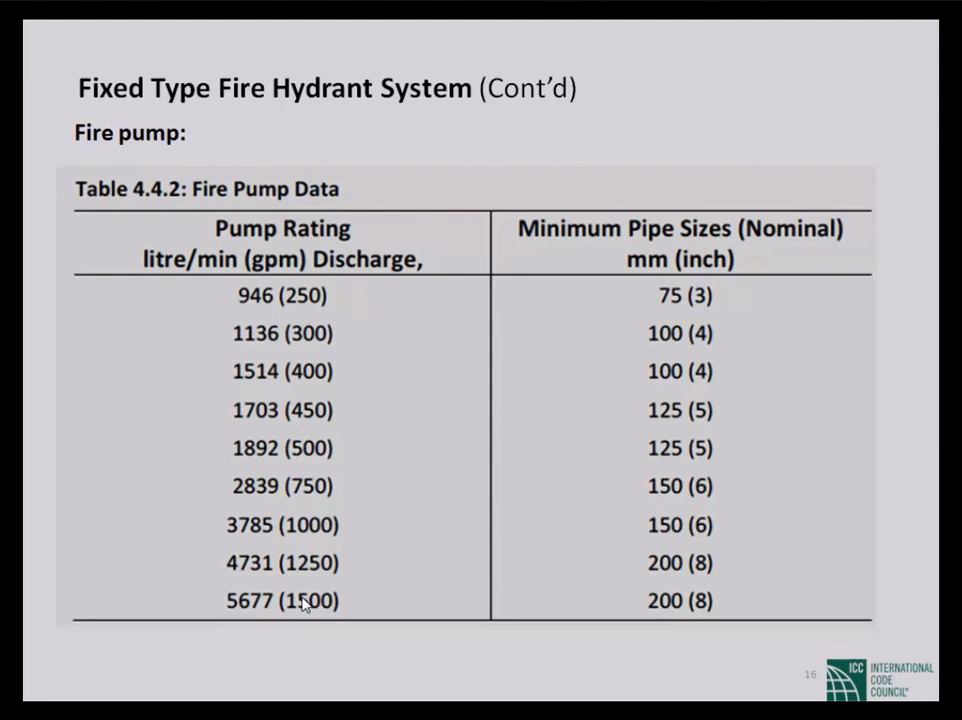 Fixed Type Fire Hydrant System (Cont'd)
Fire pump:
Table 4.4.2: Fire Pump Data
Pump Rating Minimum Pipe Sizes (Nominal)
litre/min (gpm) Discharge, mm (inch)
946 (250) 75 (3)
1136 (300) 100 (4)
1514 (400) 100 (4)
1703 (450) 125 (5)
1892 (500) 125 (5)
2839 (750) 150 (6)
3785 (1000) 150 (6)
4731 (1250) 200 (8)
5677 (1500) 200 (8)
16
ICC INTERNATIONAL
CODE
COUNCIL®